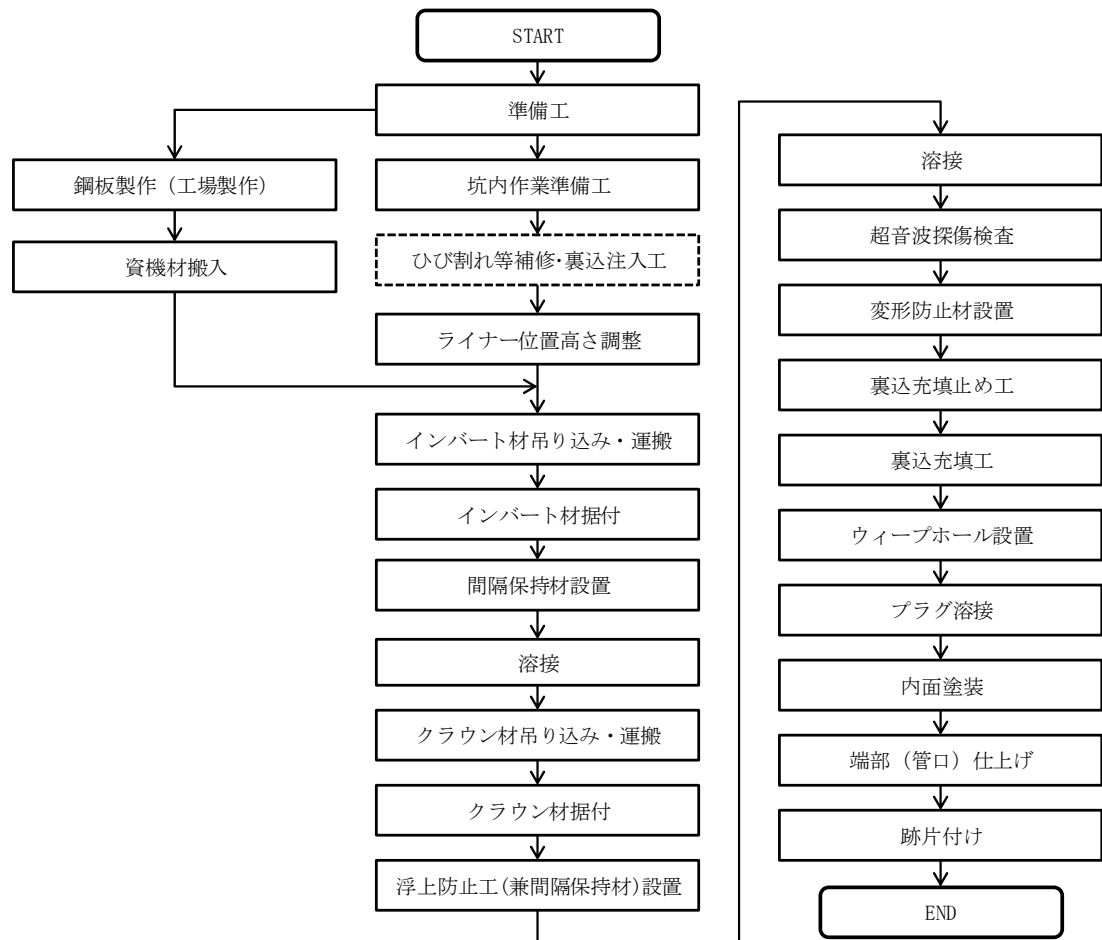 START
準備工
鋼板製作（工場製作）
資機材搬入
坑内作業準備工
ひび割れ等補修・裏込注入工
ライナー位置高さ調整
インバート材吊り込み・運搬
インバート材据付
間隔保持材設置
溶接
クラウン材吊り込み・運搬
クラウン材据付
浮上防止工(兼間隔保持材)設置
溶接
超音波探傷検査
変形防止材設置
裏込充填止め工
裏込充填工
ウィープホール設置
プラグ溶接
内面塗装
端部（管口）仕上げ
跡片付け
END